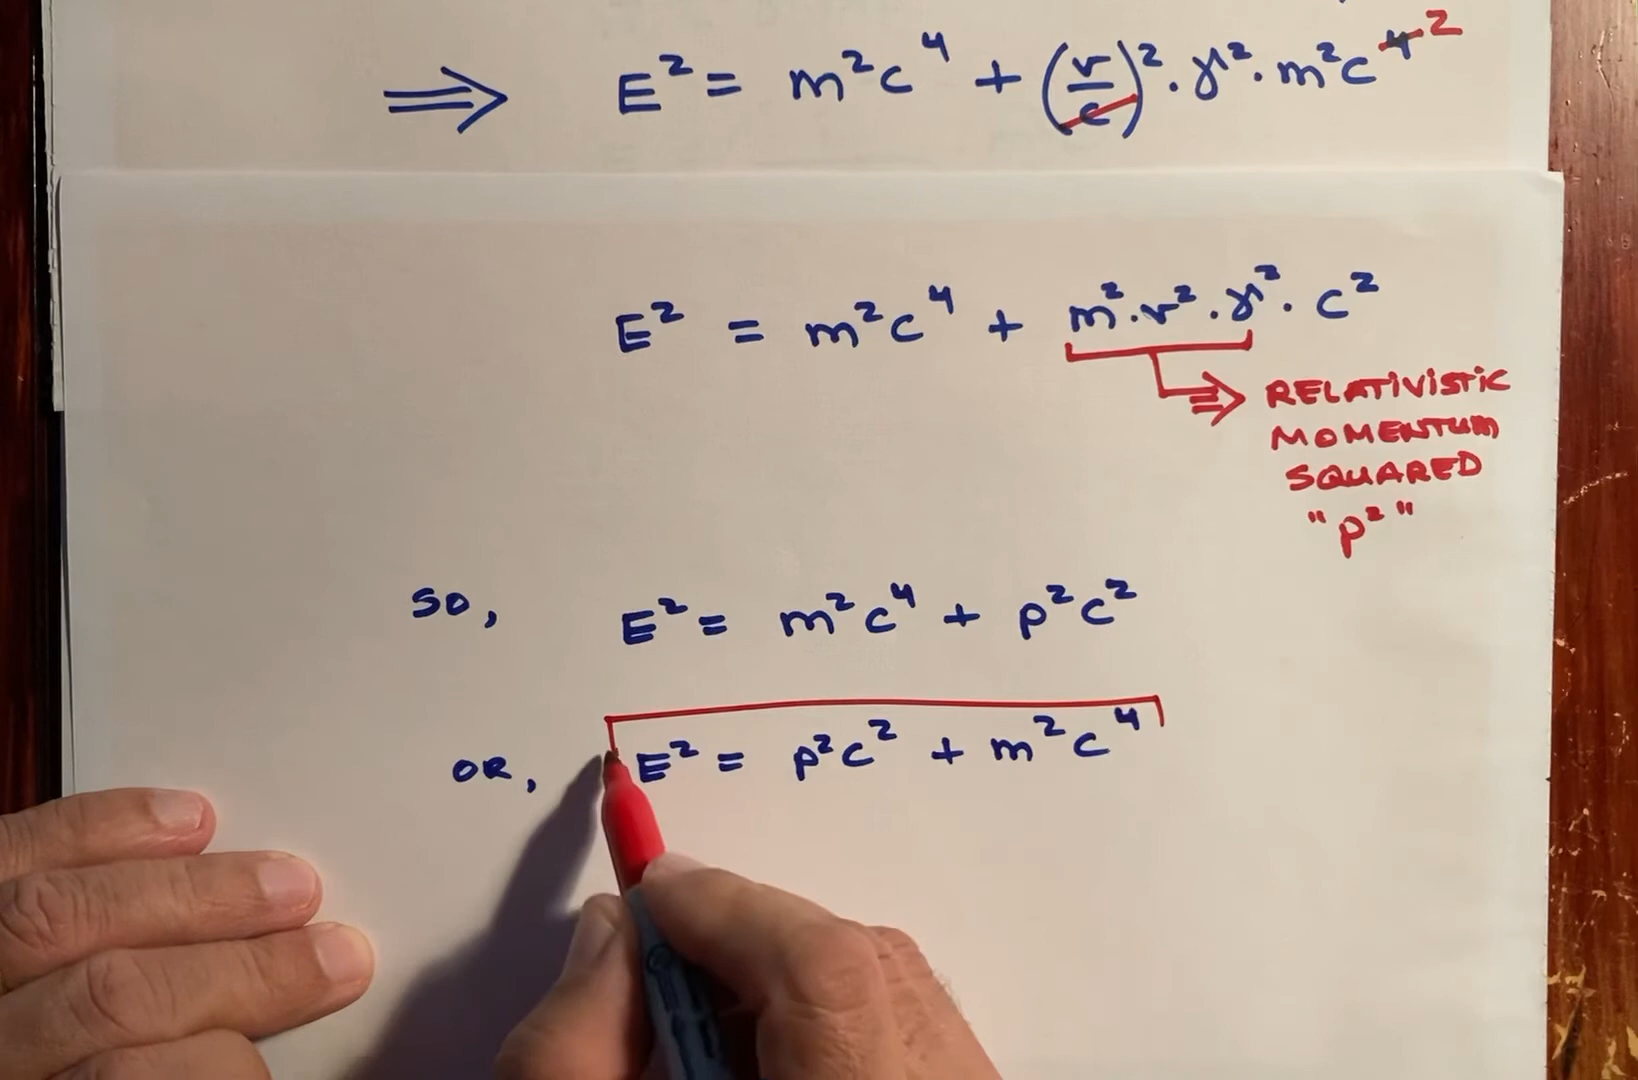 ⇒ E² = m²c⁴ + (v/c)² · γ² · m²c⁴ ²
E² = m²c⁴ + m² · v² · γ² · c²
⇒ RELATIVISTIC
MOMENTUM
SQUARED
"p²"
SO, E² = m²c⁴ + p²c²
OR, E² = p²c² + m²c⁴